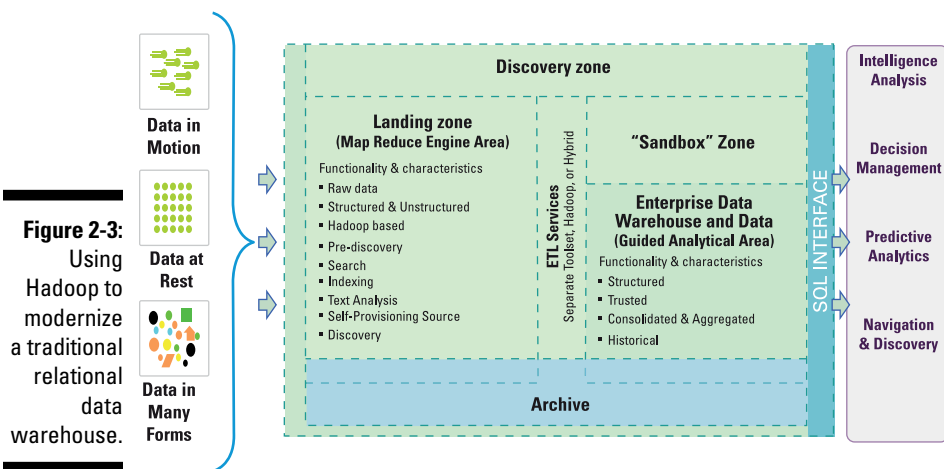 Figure 2-3:
Using
Hadoop to
modernize
a traditional
relational
data
warehouse.
Data in
Motion
Data at
Rest
Data in
Many
Forms
Discovery zone
Landing zone
(Map Reduce Engine Area)
Functionality & characteristics
▪ Raw data
▪ Structured & Unstructured
▪ Hadoop based
▪ Pre-discovery
▪ Search
▪ Indexing
▪ Text Analysis
▪ Self-Provisioning Source
▪ Discovery
ETL Services
Separate Toolset, Hadoop, or Hybrid
“Sandbox” Zone
Enterprise Data
Warehouse and Data
(Guided Analytical Area)
Functionality & characteristics
▪ Structured
▪ Trusted
▪ Consolidated & Aggregated
▪ Historical
Archive
SQL INTERFACE
Intelligence
Analysis
Decision
Management
Predictive
Analytics
Navigation
& Discovery